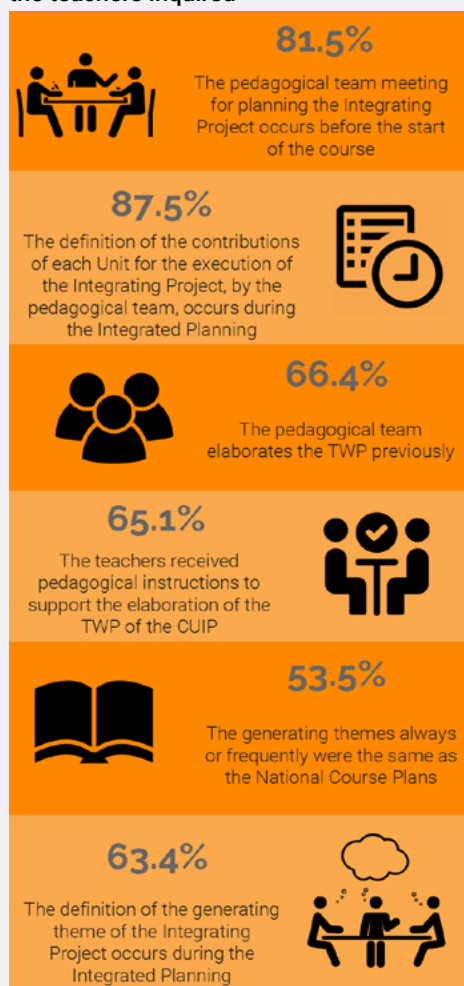 the teachers inquired
81.5%
The pedagogical team meeting
for planning the Integrating
Project occurs before the start
of the course
87.5%
The definition of the contributions
of each Unit for the execution of
the Integrating Project, by the
pedagogical team, occurs during
the Integrated Planning
66.4%
The pedagogical team
elaborates the TWP previously
65.1%
The teachers received
pedagogical instructions to
support the elaboration of the
TWP of the CUIP
53.5%
The generating themes always
or frequently were the same as
the National Course Plans
63.4%
The definition of the generating
theme of the Integrating
Project occurs during the
Integrated Planning